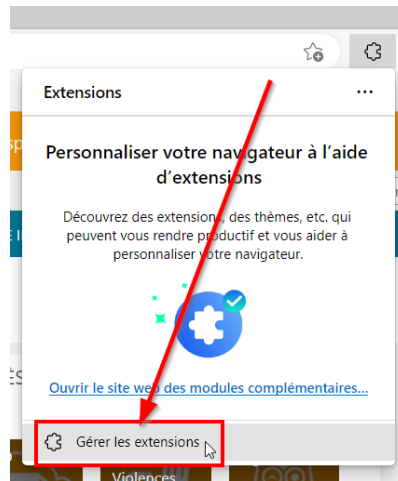 Extensions
Personnaliser votre navigateur à l'aide
d'extensions
Découvrez des extensions, des thèmes, etc. qui
peuvent vous rendre productif et vous aider à
personnaliser votre navigateur.
Ouvrir le site web des modules complémentaires...
Gérer les extensions
Violences